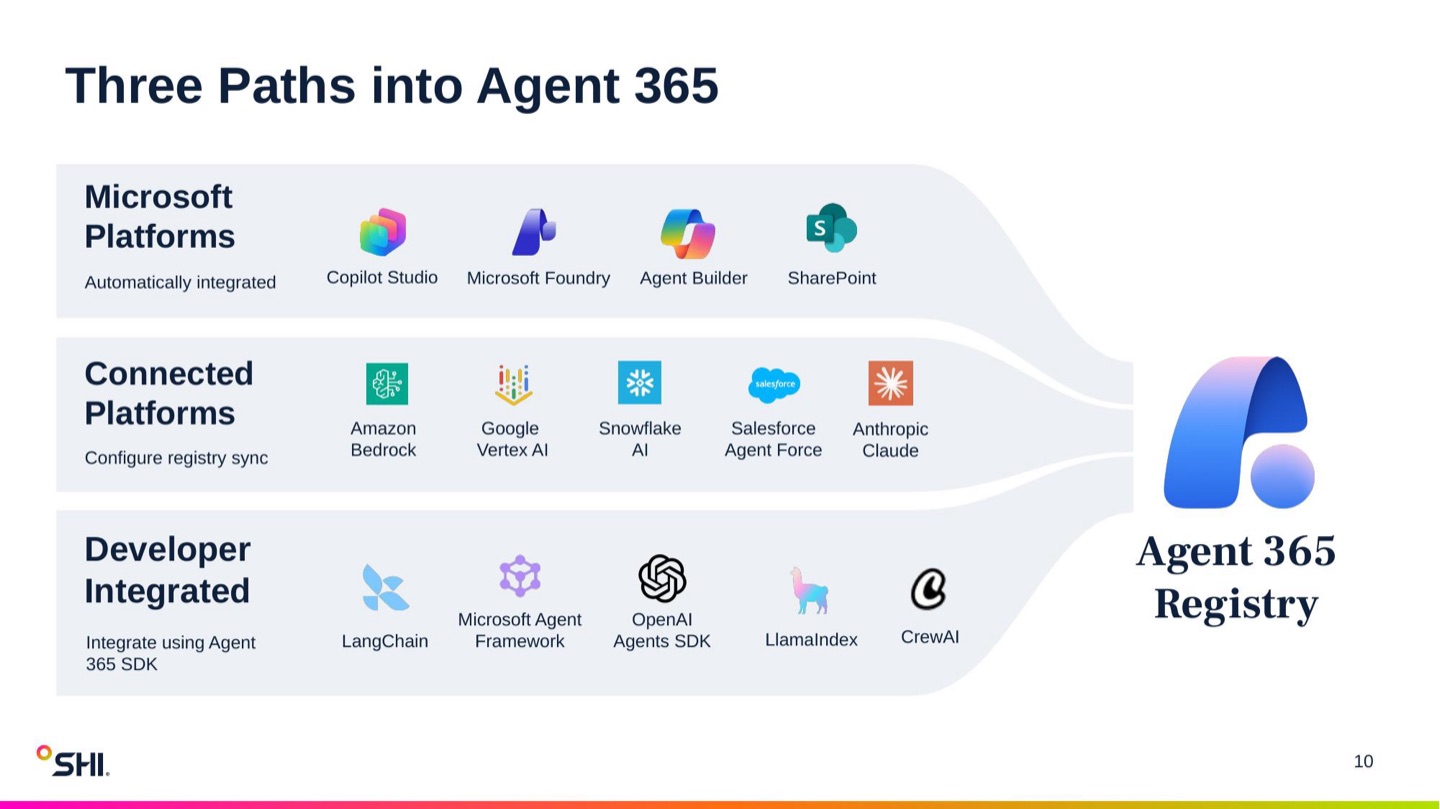 Three Paths into Agent 365
Microsoft
Platforms
Automatically integrated
Copilot Studio
Microsoft Foundry
Agent Builder
S
SharePoint
Connected
Platforms
Configure registry sync
Amazon
Bedrock
Google
Vertex AI
Snowflake
AI
salesforce
Salesforce
Agent Force
Anthropic
Claude
Developer
Integrated
Integrate using Agent
365 SDK
LangChain
Microsoft Agent
Framework
OpenAI
Agents SDK
LlamaIndex
CrewAI
Agent 365
Registry
SHI.
10